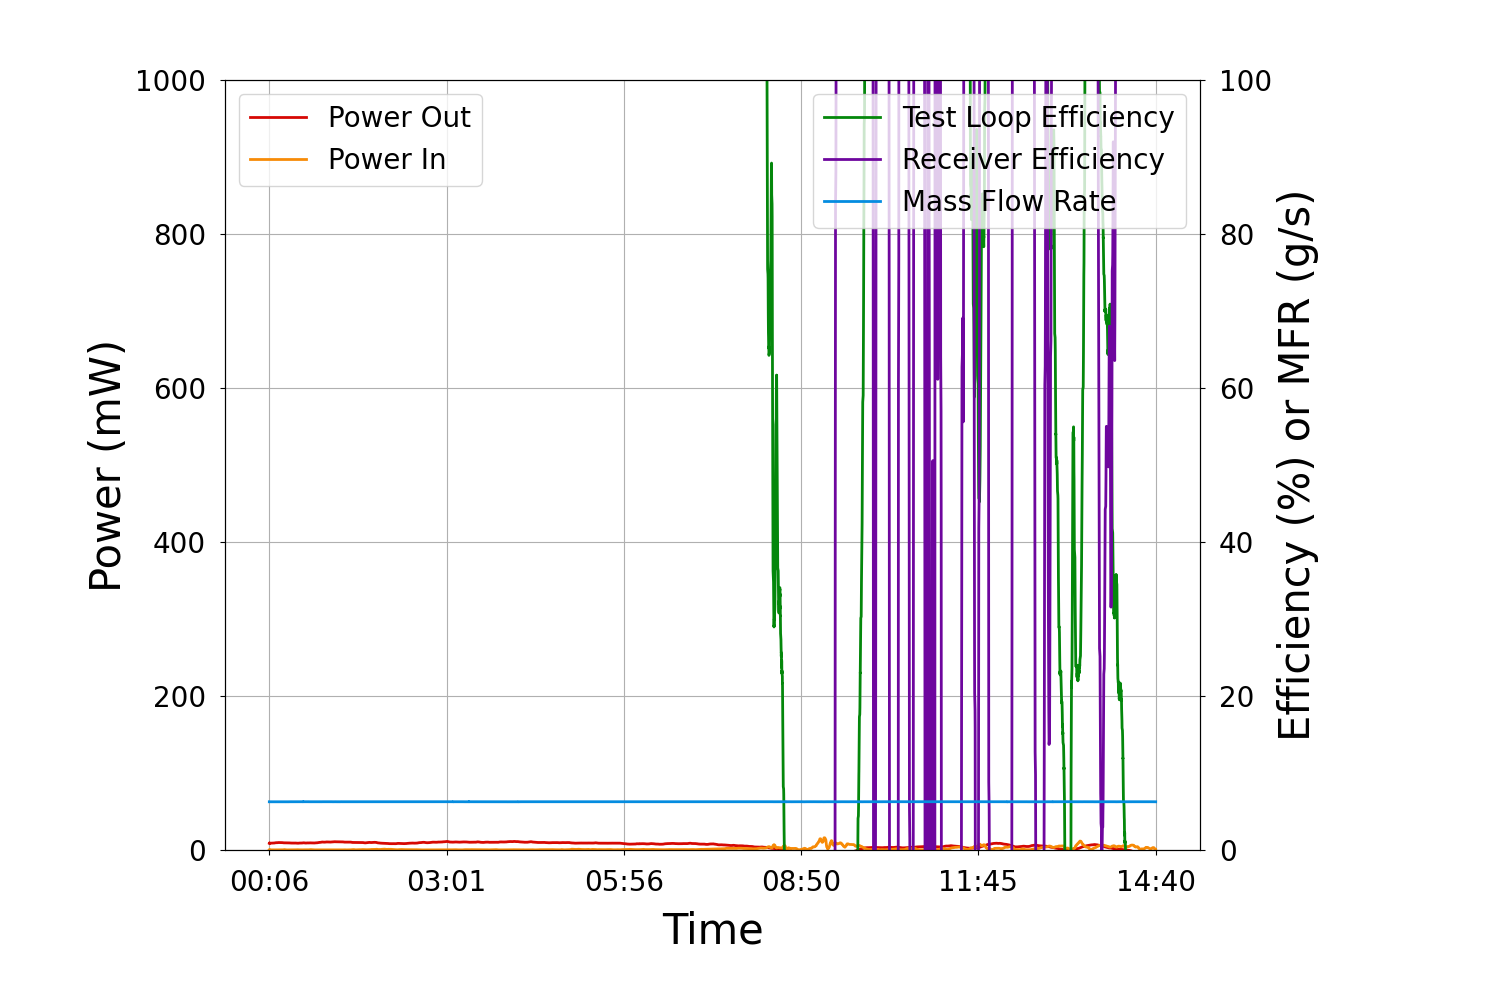 1000
800
600
400
200
0
Power (mW)
Power Out
Power In
Test Loop Efficiency
Receiver Efficiency
Mass Flow Rate
100
80
60
40
20
0
Efficiency (%) or MFR (g/s)
00:06 03:01 05:56 08:50 11:45 14:40
Time